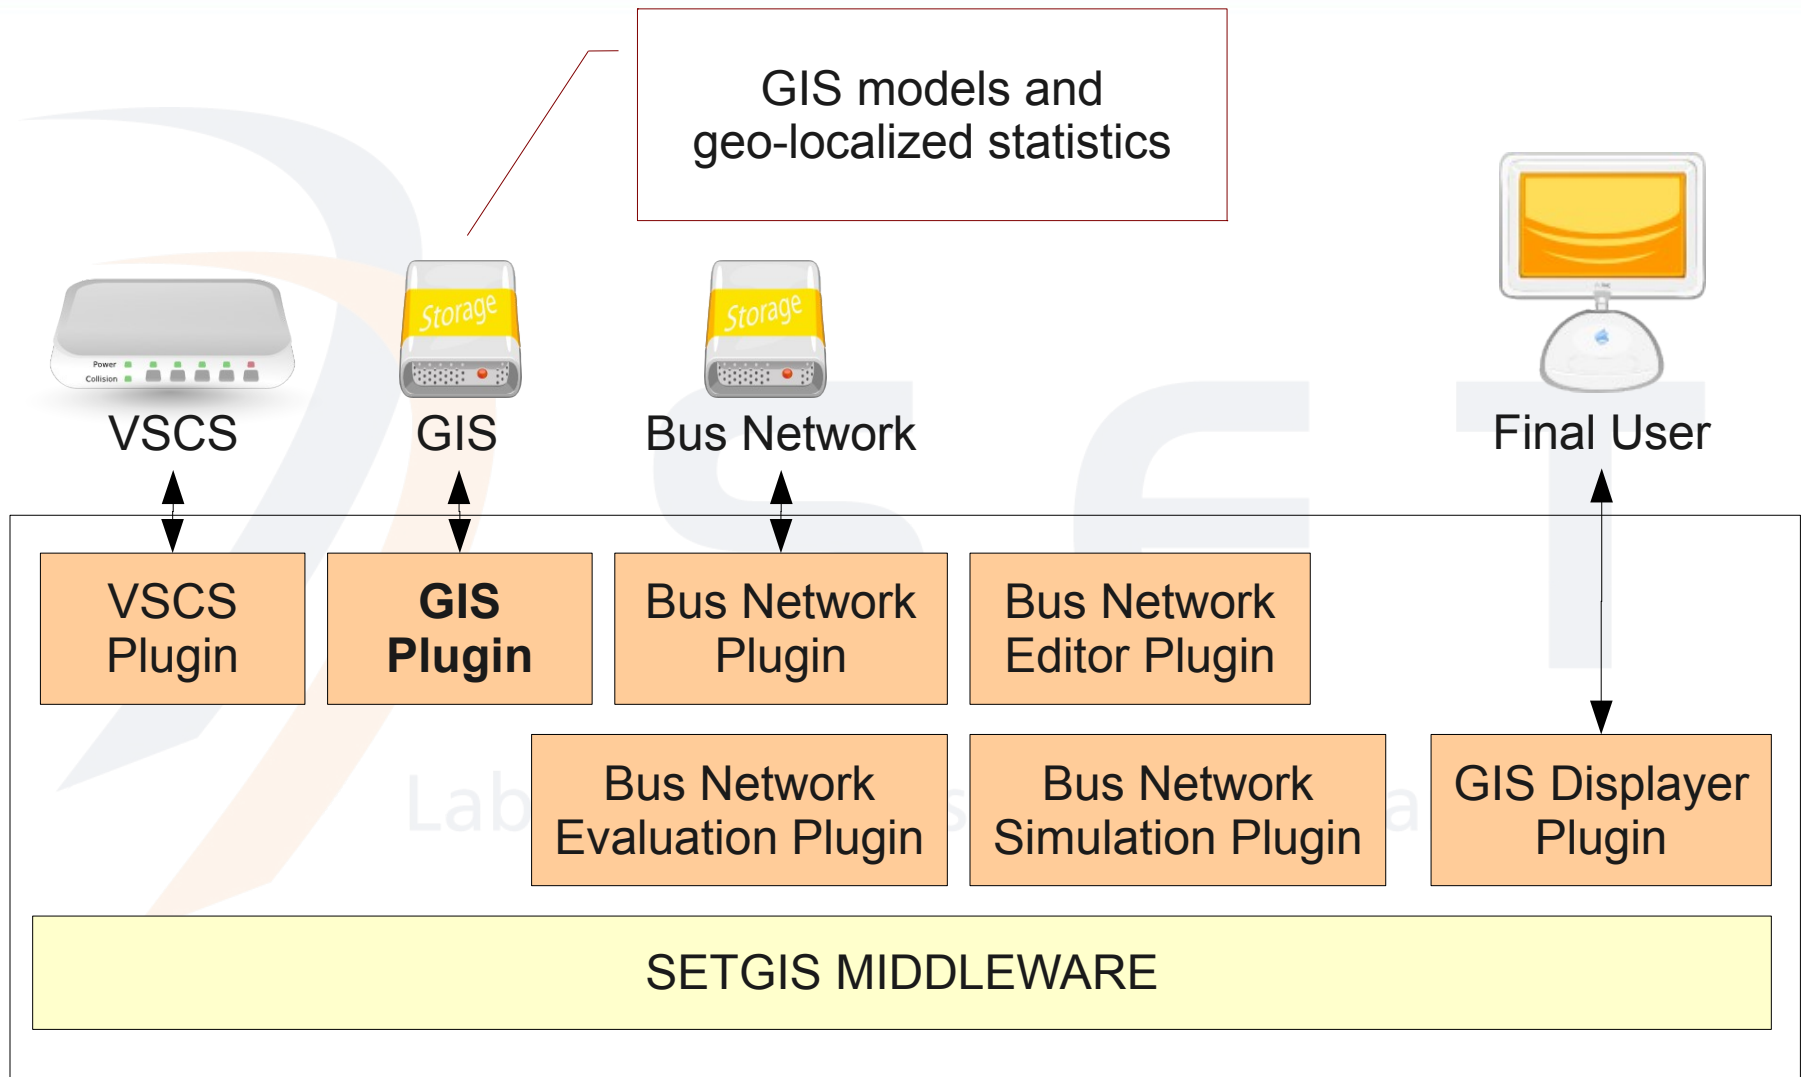 GIS models and
geo-localized statistics
Storage
Storage
Power
Collision
VSCS
GIS
Bus Network
Final User
S E T
VSCS
Plugin
GIS
Plugin
Bus Network
Plugin
Bus Network
Editor Plugin
Bus Network
Evaluation Plugin
Bus Network
Simulation Plugin
GIS Displayer
Plugin
Lab
SETGIS MIDDLEWARE